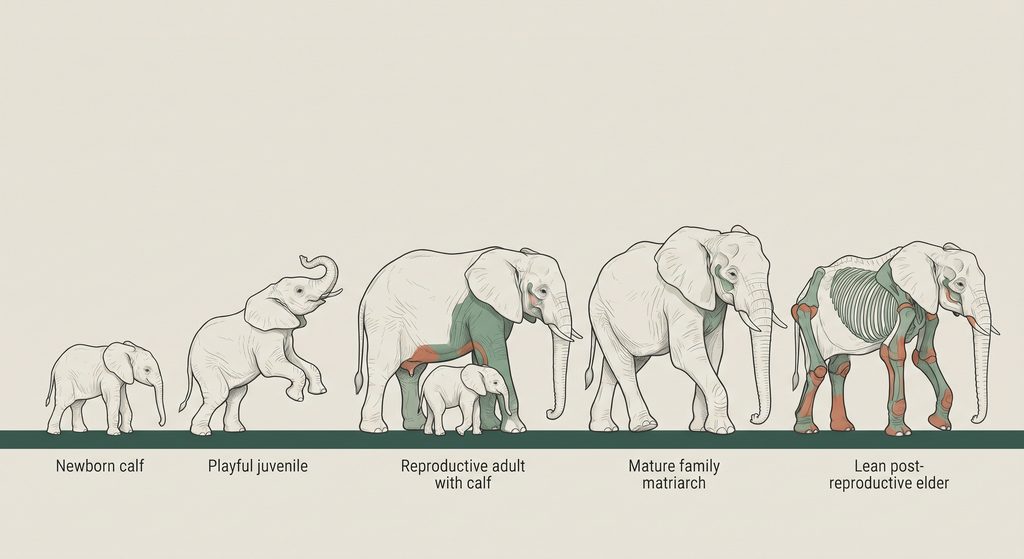 Newborn calf
Playful juvenile
Reproductive adult
with calf
Mature family
matriarch
Lean post-
reproductive elder